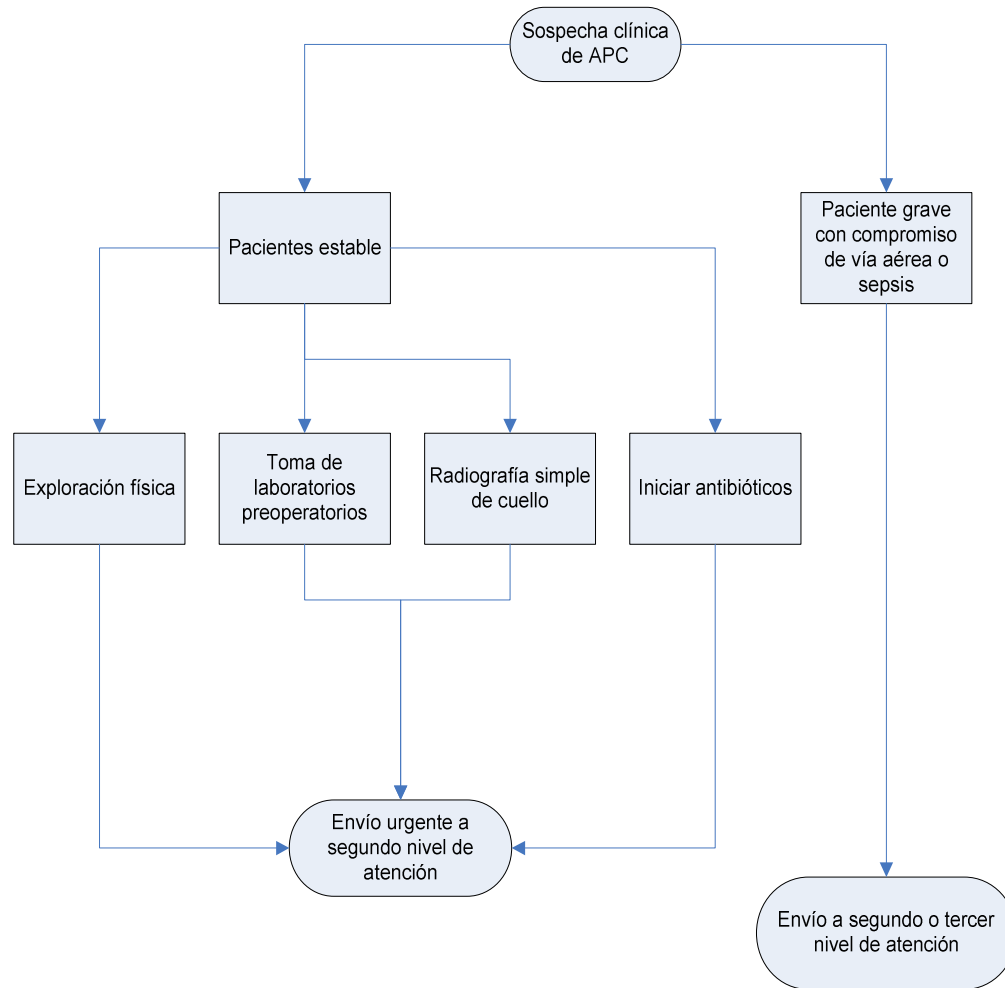 Sospecha clínica
de APC
Pacientes estable
Paciente grave
con compromiso
de vía aérea o
sepsis
Exploración física
Toma de
laboratorios
preoperatorios
Radiografía simple
de cuello
Iniciar antibióticos
Envío urgente a
segundo nivel de
atención
Envío a segundo o tercer
nivel de atención